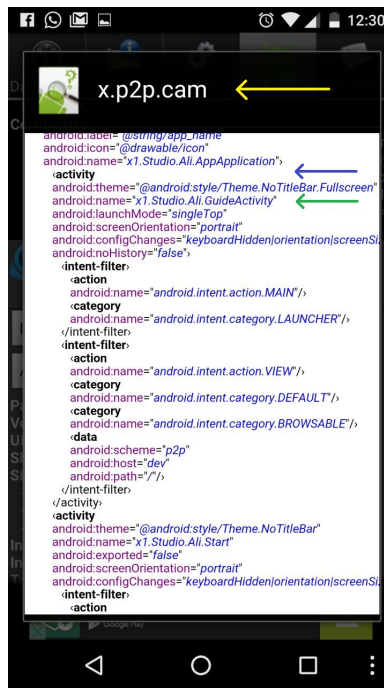 12:30
x.p2p.cam
android:label="@string/app_name"
android:icon="@drawable/icon"
android:name="x1.Studio.Ali.AppApplication"›
‹activity
android:theme="@android:style/Theme.NoTitleBar.Fullscreen"
android:name="x1.Studio.Ali.GuideActivity"
android:launchMode="singleTop"
android:screenOrientation="portrait"
android:configChanges="keyboardHidden|orientation|screenSi
android:noHistory="false"›
‹intent-filter›
‹action
android:name="android.intent.action.MAIN"/›
‹category
android:name="android.intent.category.LAUNCHER"/›
‹/intent-filter›
‹intent-filter›
‹action
android:name="android.intent.action.VIEW"/›
‹category
android:name="android.intent.category.DEFAULT"/›
‹category
android:name="android.intent.category.BROWSABLE"/›
‹data
android:scheme="p2p"
android:host="dev"
android:path="/"/›
‹/intent-filter›
‹/activity›
‹activity
android:theme="@android:style/Theme.NoTitleBar"
android:name="x1.Studio.Ali.Start"
android:exported="false"
android:screenOrientation="portrait"
android:configChanges="keyboardHidden|orientation|screenSi
‹intent-filter›
‹action
Google Play